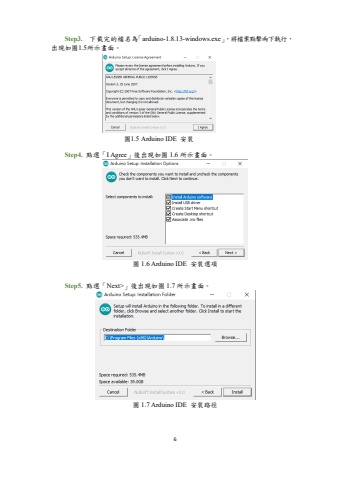 Step3. 下載完的檔名為「arduino-1.8.13-windows.exe」，將檔案點擊兩下執行，
出現如圖1.5所示畫面。
Arduino Setup: License Agreement
Please review the license agreement before installing Arduino. If you
accept all terms of the agreement, click I Agree.
GNU LESSER GENERAL PUBLIC LICENSE
Version 3, 29 June 2007
Copyright (C) 2007 Free Software Foundation, Inc. <http://fsf.org/>
Everyone is permitted to copy and distribute verbatim copies of this license
document, but changing it is not allowed.
This version of the GNU Lesser General Public License incorporates the terms
and conditions of version 3 of the GNU General Public License, supplemented
by the additional permissions listed below.
Cancel Nullsoft Install System v3.0 I Agree
圖1.5 Arduino IDE 安裝
Step4. 點選「I Agree」後出現如圖 1.6 所示畫面。
Arduino Setup: Installation Options
Check the components you want to install and uncheck the components
you don't want to install. Click Next to continue.
Select components to install:
Install Arduino software
Install USB driver
Create Start Menu shortcut
Create Desktop shortcut
Associate .ino files
Space required: 535.4MB
Cancel Nullsoft Install System v3.0 < Back Next >
圖 1.6 Arduino IDE 安裝選項
Step5. 點選「Next>」後出現如圖 1.7 所示畫面。
Arduino Setup: Installation Folder
Setup will install Arduino in the following folder. To install in a different
folder, click Browse and select another folder. Click Install to start the
installation.
Destination Folder
C:\Program Files (x86)\Arduino\ Browse...
Space required: 535.4MB
Space available: 39.0GB
Cancel Nullsoft Install System v3.0 < Back Install
圖 1.7 Arduino IDE 安裝路徑
6